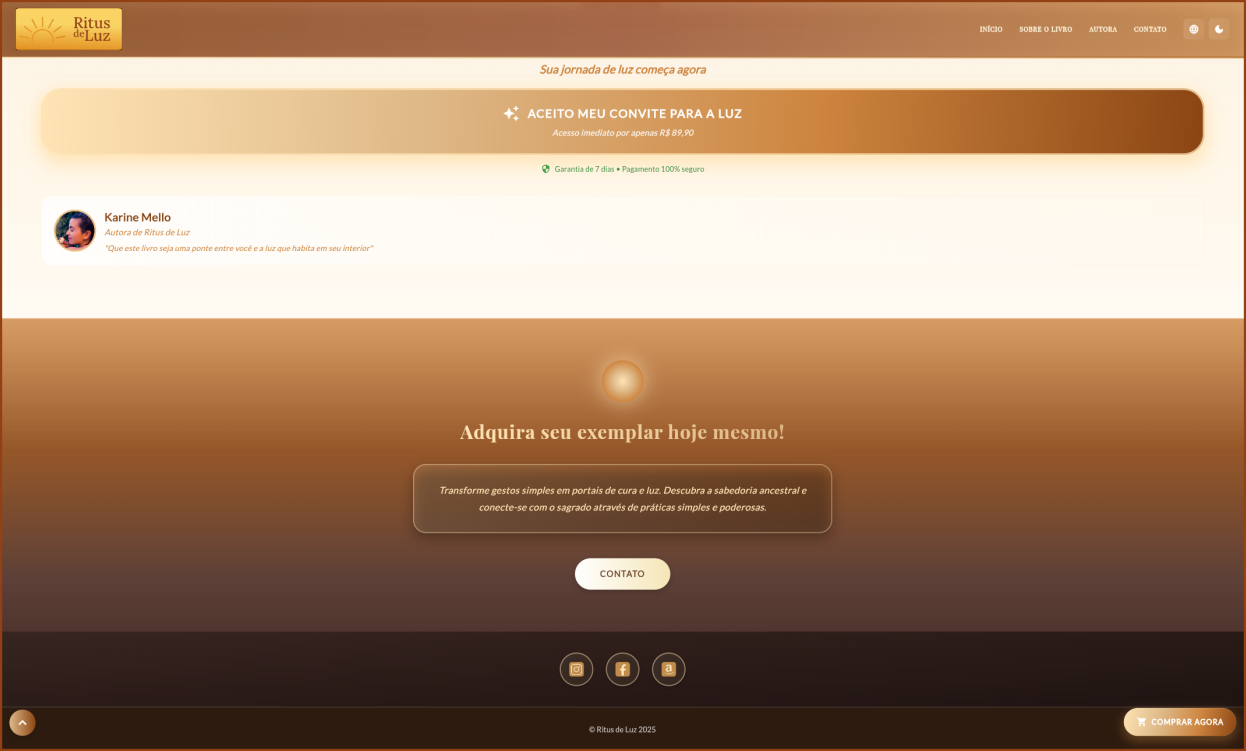 Ritus
de Luz
INÍCIO
SOBRE O LIVRO
AUTORA
CONTATO
Sua jornada de luz começa agora
ACEITO MEU CONVITE PARA A LUZ
Acesso imediato por apenas R$ 89,90
Garantia de 7 dias • Pagamento 100% seguro
Karine Mello
Autora de Ritus de Luz
"Que este livro seja uma ponte entre você e a luz que habita em seu interior"
Adquira seu exemplar hoje mesmo!
Transforme gestos simples em portais de cura e luz. Descubra a sabedoria ancestral e
conecte-se com o sagrado através de práticas simples e poderosas.
CONTATO
© Ritus de Luz 2025
COMPRAR AGORA